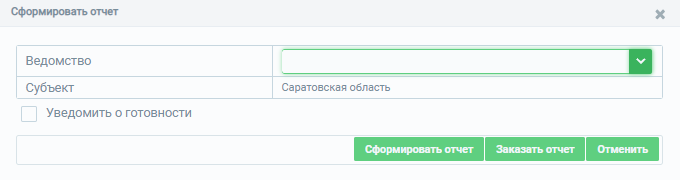 Сформировать отчет
Ведомство
Субъект Саратовская область
Уведомить о готовности
Сформировать отчет Заказать отчет Отменить